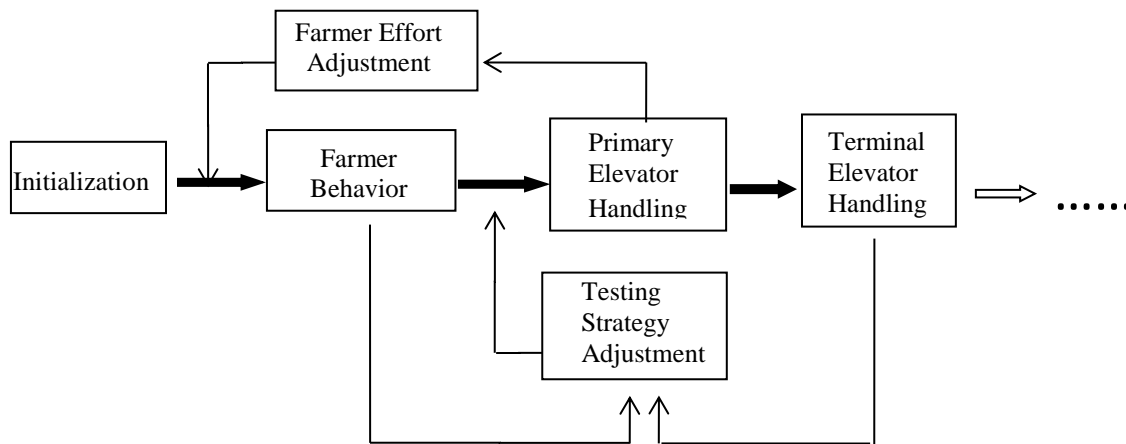 Farmer Effort
Adjustment
Initialization
Farmer
Behavior
Primary
Elevator
Handling
Terminal
Elevator
Handling
......
Testing
Strategy
Adjustment